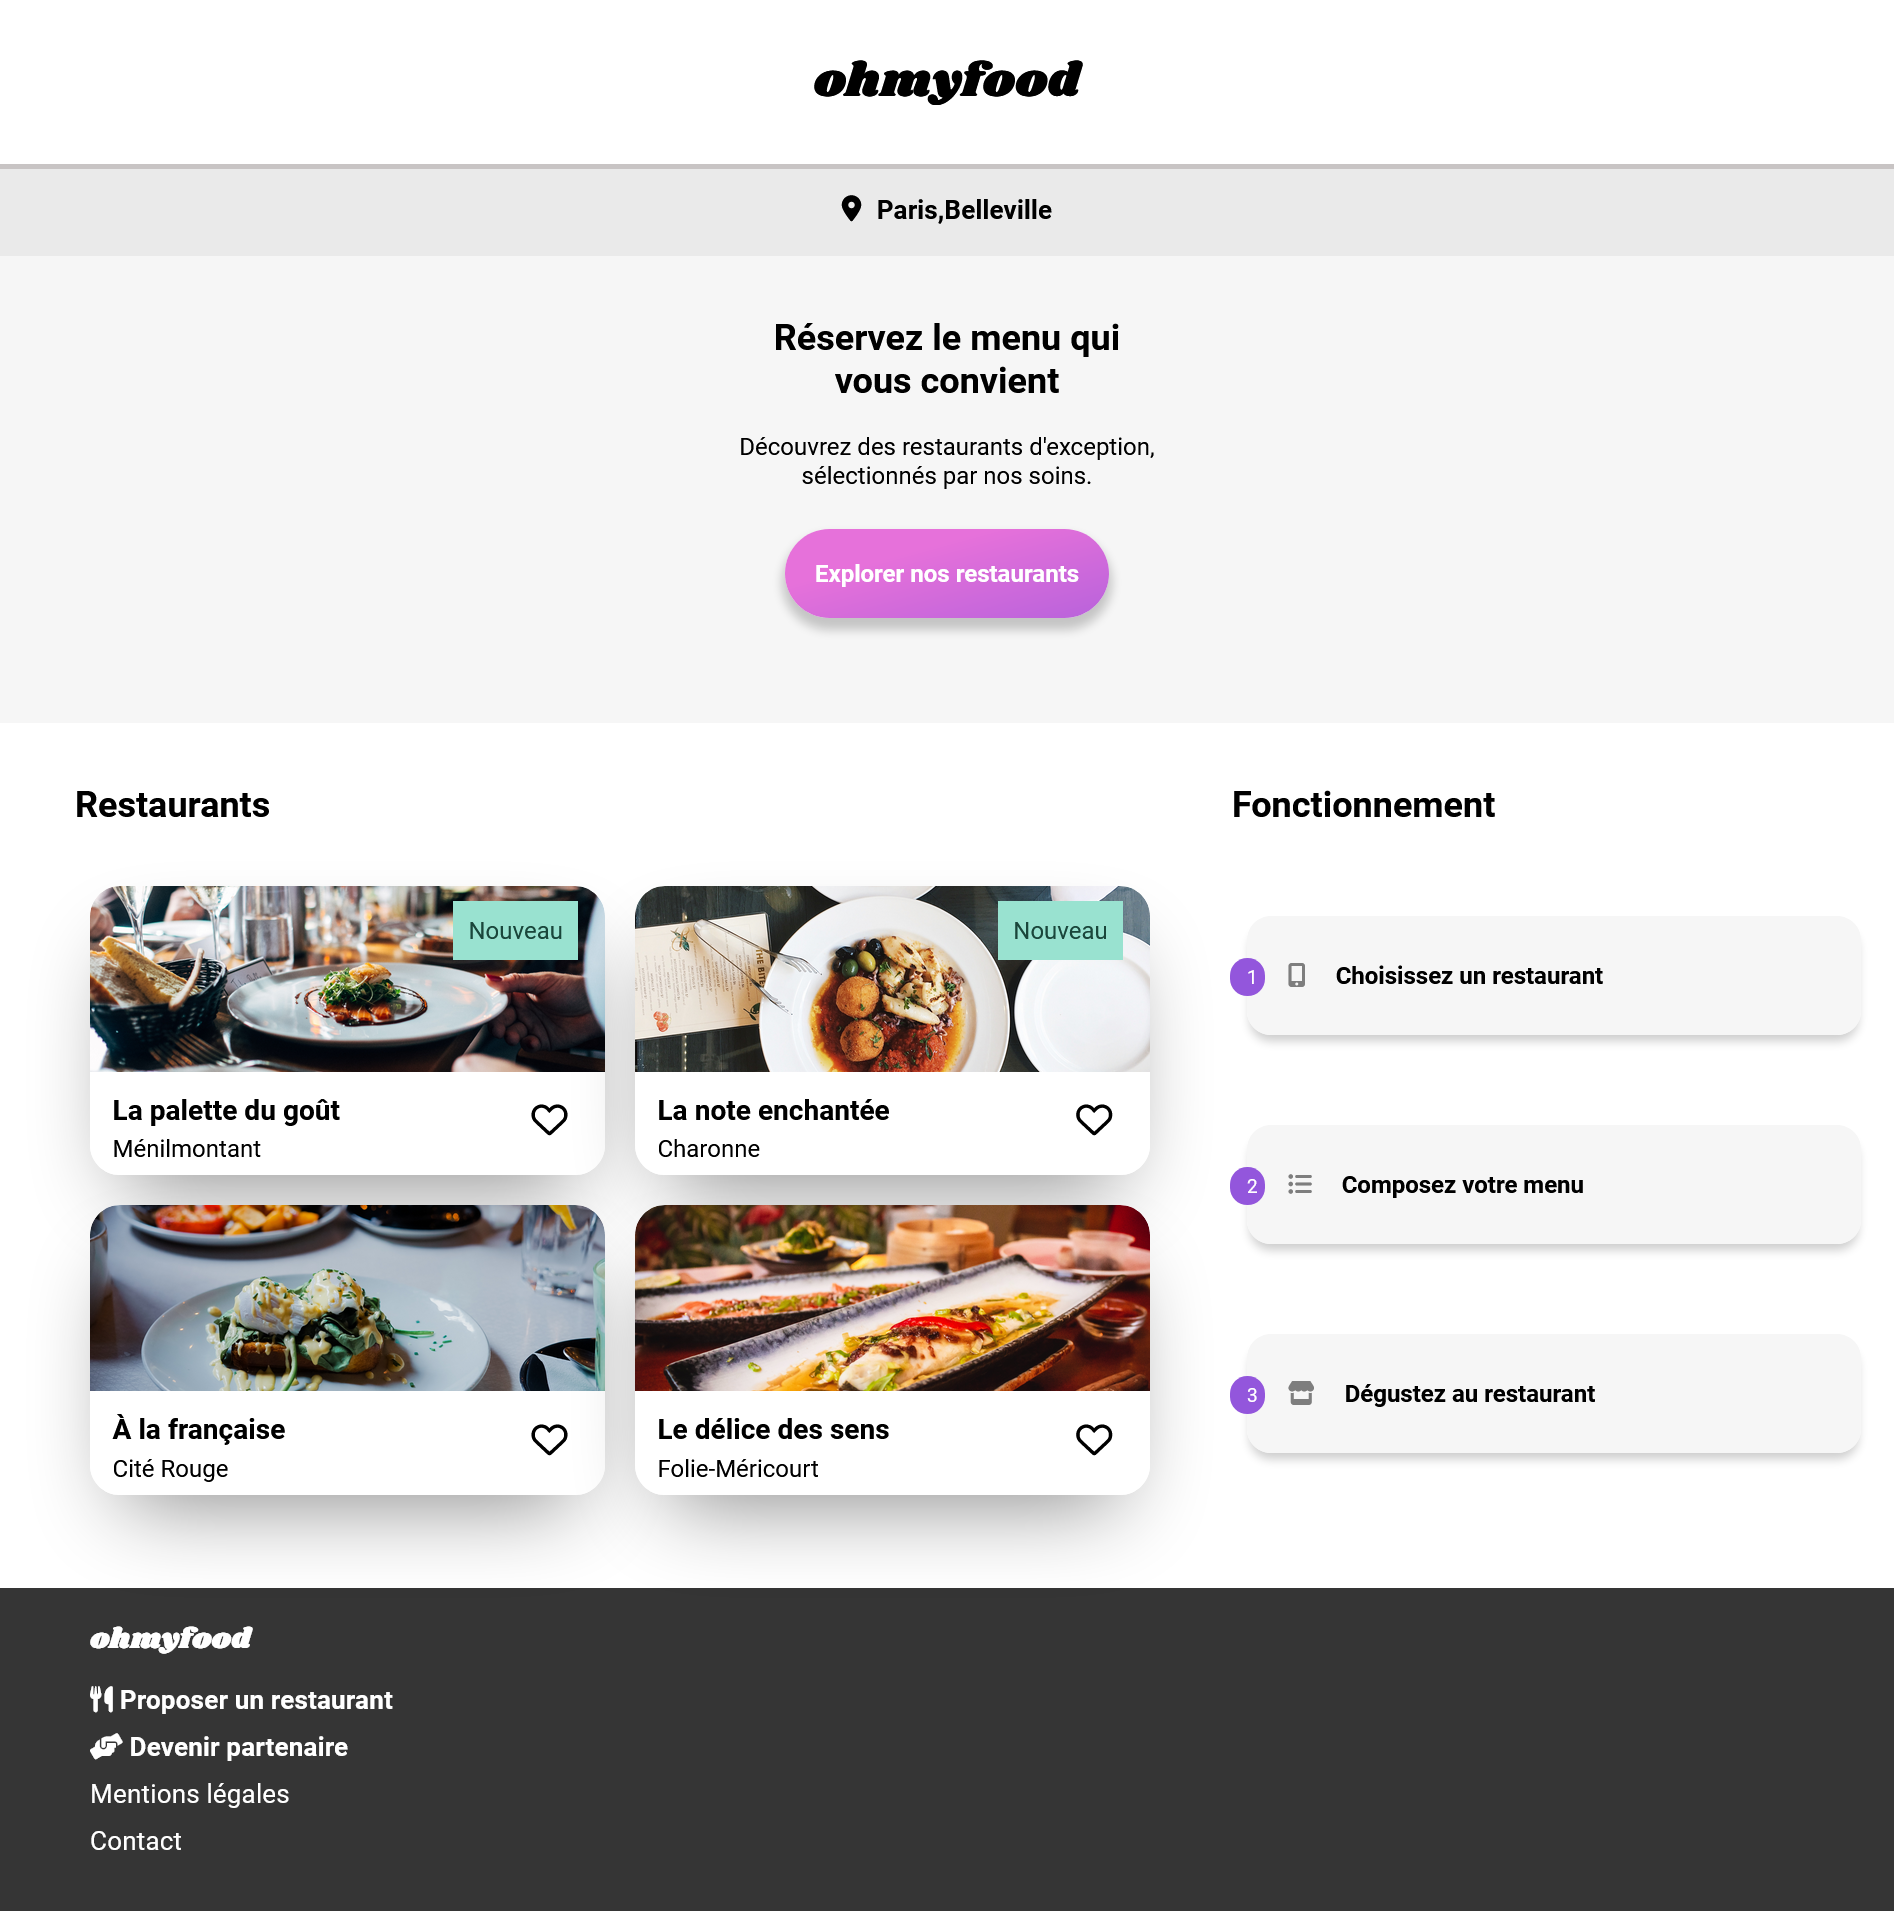 ohmyfood
Paris,Belleville
Réservez le menu qui
vous convient
Découvrez des restaurants d'exception,
sélectionnés par nos soins.
Explorer nos restaurants
Restaurants
Nouveau
La palette du goût
Ménilmontant
Nouveau
THE BITE
La note enchantée
Charonne
À la française
Cité Rouge
Le délice des sens
Folie-Méricourt
Fonctionnement
1 Choisissez un restaurant
2 Composez votre menu
3 Dégustez au restaurant
ohmyfood
Proposer un restaurant
Devenir partenaire
Mentions légales
Contact